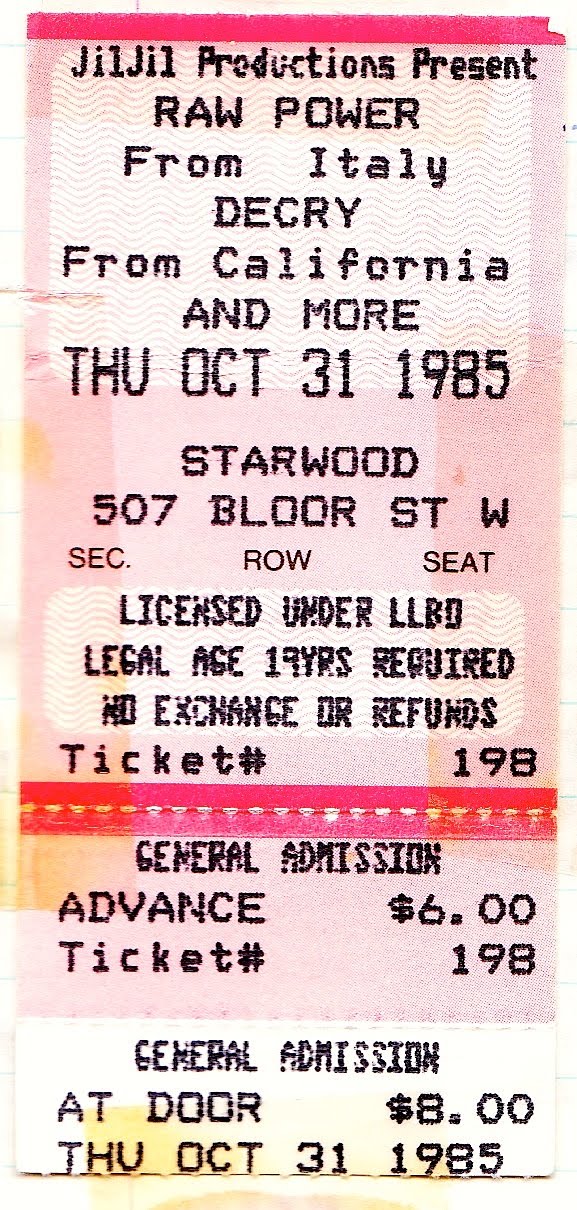 JilJil Productions Present
RAW POWER
From Italy
DECRY
From California
AND MORE
THU OCT 31 1985
STARWOOD
507 BLOOR ST W
SEC. ROW SEAT
LICENSED UNDER LLBO
LEGAL AGE 19YRS REQUIRED
NO EXCHANGE OR REFUNDS
Ticket# 198
GENERAL ADMISSION
ADVANCE $6.00
Ticket# 198
GENERAL ADMISSION
AT DOOR $8.00
THU OCT 31 1985